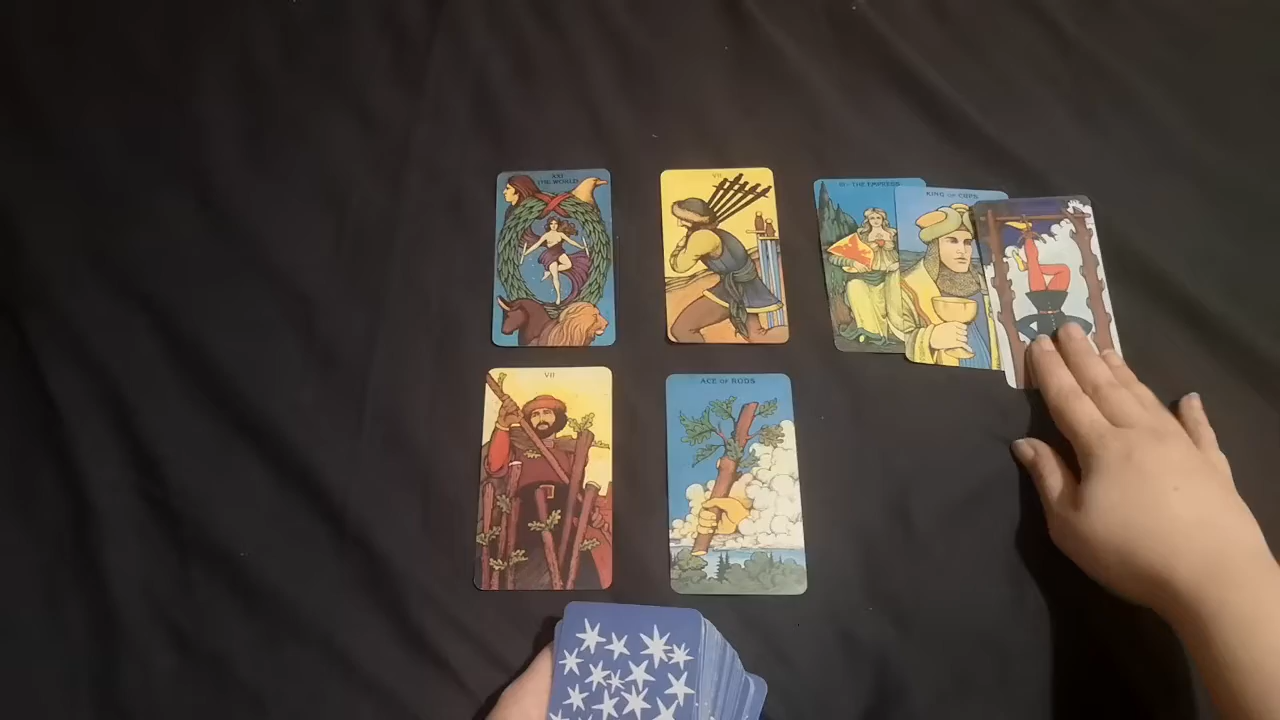 XXI
THE WORLD
VII
III · THE EMPRESS
KING OF CUPS
VII
ACE OF RODS